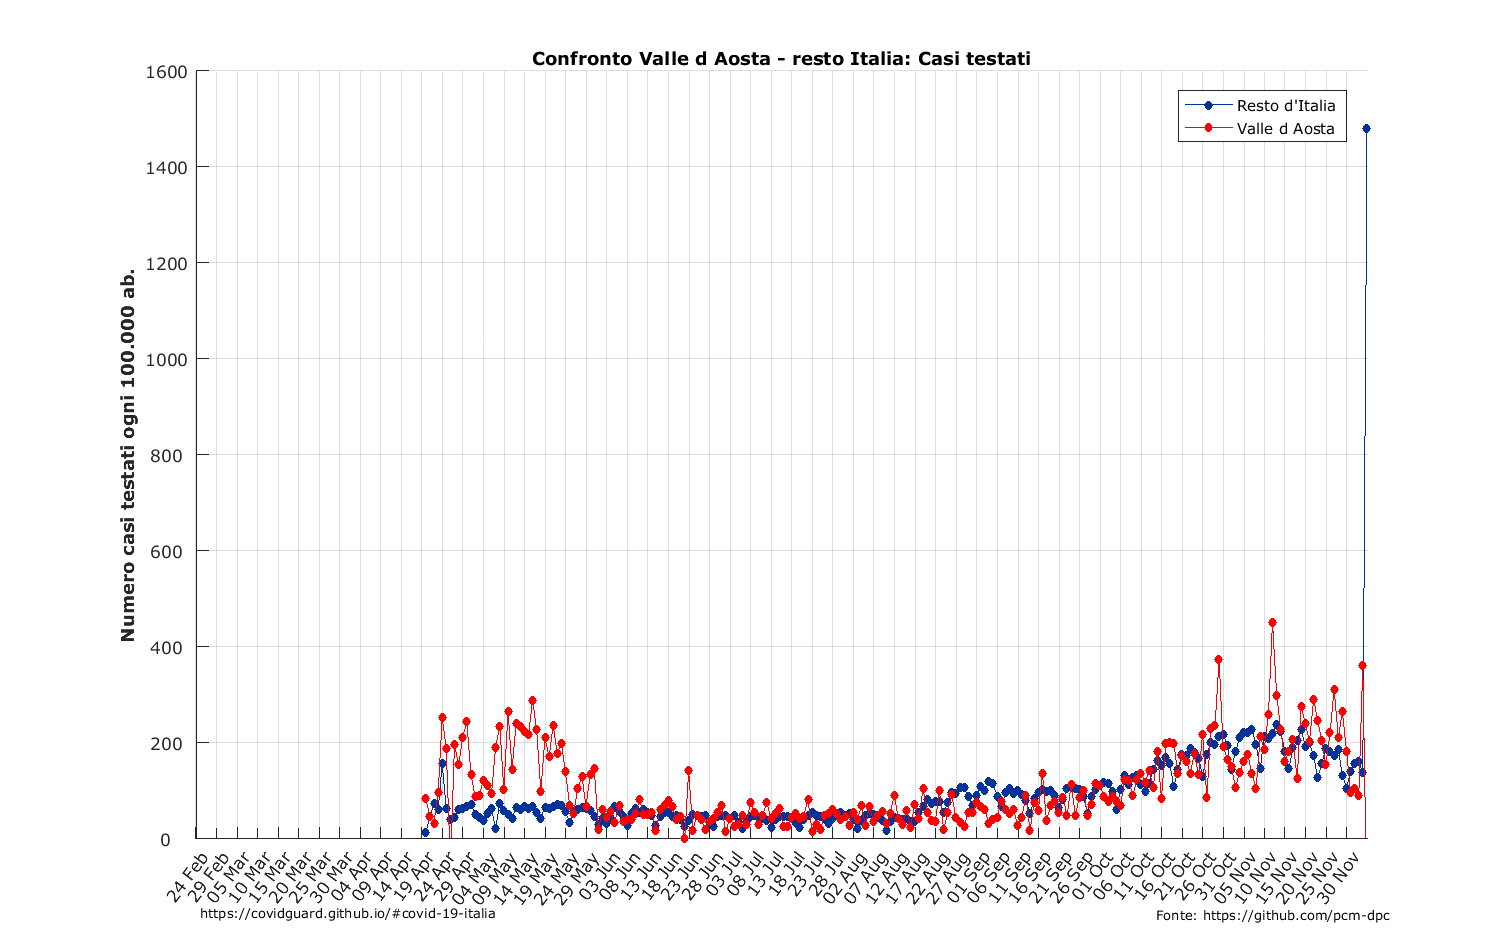 Confronto Valle d Aosta - resto Italia: Casi testati
Numero casi testati ogni 100.000 ab.
1600
1400
1200
1000
800
600
400
200
0
Resto d'Italia
Valle d Aosta
24 Feb
29 Feb
05 Mar
10 Mar
15 Mar
20 Mar
25 Mar
30 Mar
04 Apr
09 Apr
14 Apr
19 Apr
24 Apr
29 Apr
04 May
09 May
14 May
19 May
24 May
29 May
03 Jun
08 Jun
13 Jun
18 Jun
23 Jun
28 Jun
03 Jul
08 Jul
13 Jul
18 Jul
23 Jul
28 Jul
02 Aug
07 Aug
12 Aug
17 Aug
22 Aug
27 Aug
01 Sep
06 Sep
11 Sep
16 Sep
21 Sep
26 Sep
01 Oct
06 Oct
11 Oct
16 Oct
21 Oct
26 Oct
31 Oct
05 Nov
10 Nov
15 Nov
20 Nov
25 Nov
30 Nov
https://covidguard.github.io/#covid-19-italia
Fonte: https://github.com/pcm-dpc